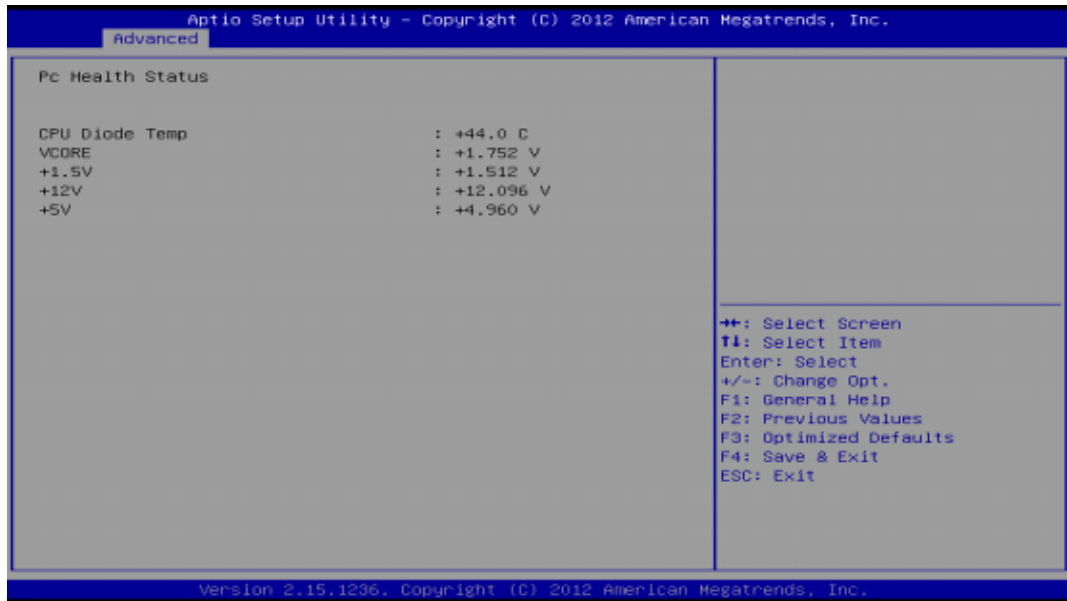 Aptio Setup Utility - Copyright (C) 2012 American Megatrends, Inc.
Advanced
Pc Health Status
CPU Diode Temp : +44.0 C
VCORE : +1.752 V
+1.5V : +1.512 V
+12V : +12.096 V
+5V : +4.960 V
→←: Select Screen
↑↓: Select Item
Enter: Select
+/-: Change Opt.
F1: General Help
F2: Previous Values
F3: Optimized Defaults
F4: Save & Exit
ESC: Exit
Version 2.15.1236. Copyright (C) 2012 American Megatrends, Inc.